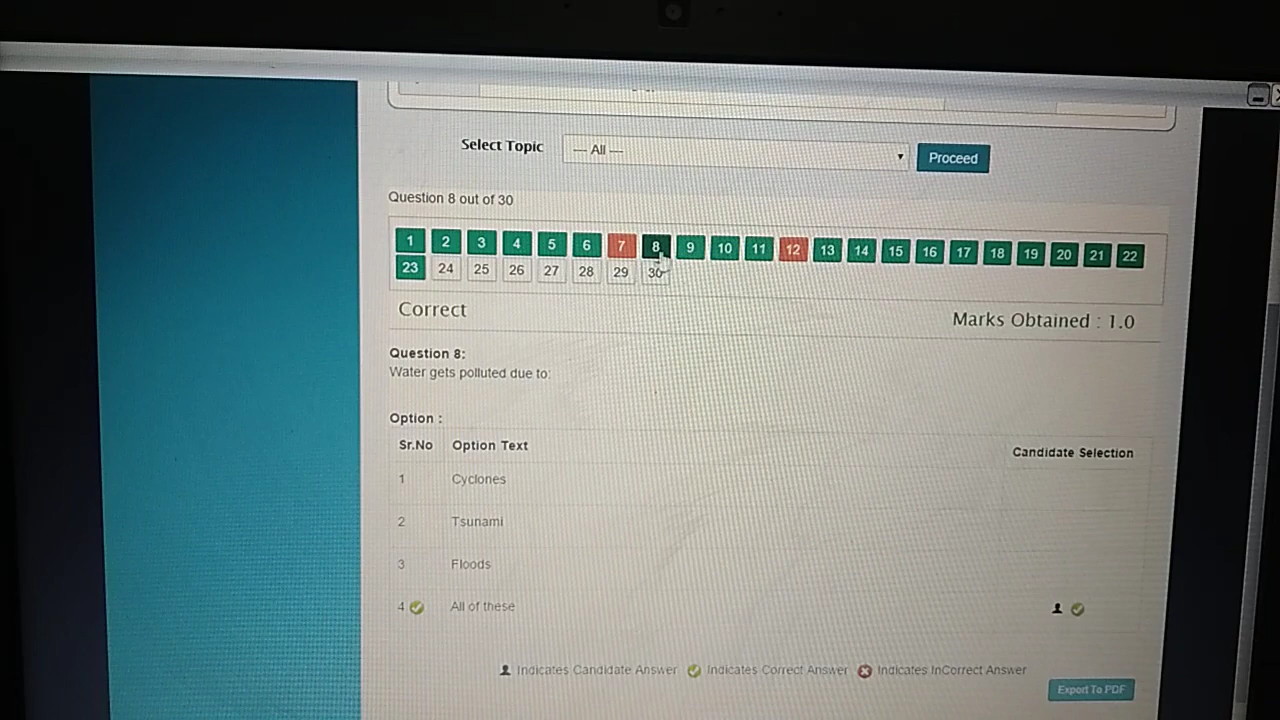 Select Topic --- All --- Proceed
Question 8 out of 30
1 2 3 4 5 6 7 8 9 10 11 12 13 14 15 16 17 18 19 20 21 22
23 24 25 26 27 28 29 30
Correct Marks Obtained : 1.0
Question 8:
Water gets polluted due to:
Option :
Sr.No Option Text Candidate Selection
1 Cyclones
2 Tsunami
3 Floods
4 All of these
Indicates Candidate Answer Indicates Correct Answer Indicates InCorrect Answer
Export To PDF